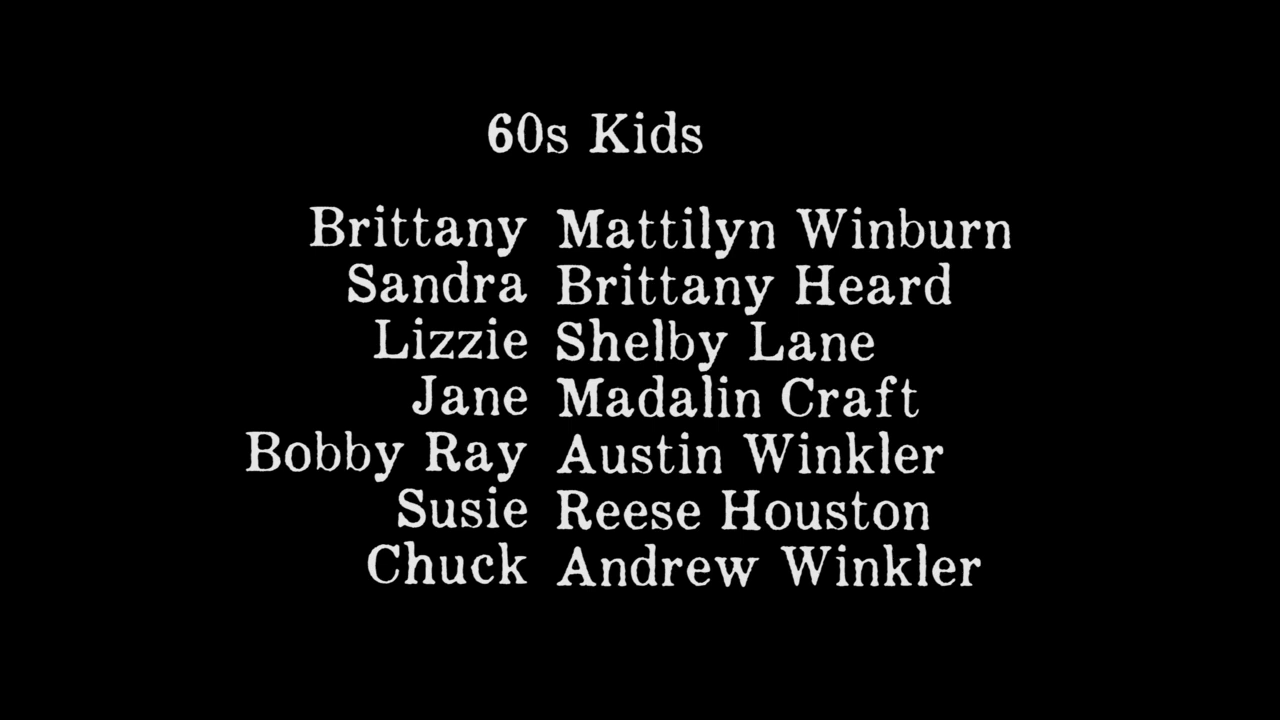 60s Kids
Brittany Mattilyn Winburn
Sandra Brittany Heard
Lizzie Shelby Lane
Jane Madalin Craft
Bobby Ray Austin Winkler
Susie Reese Houston
Chuck Andrew Winkler